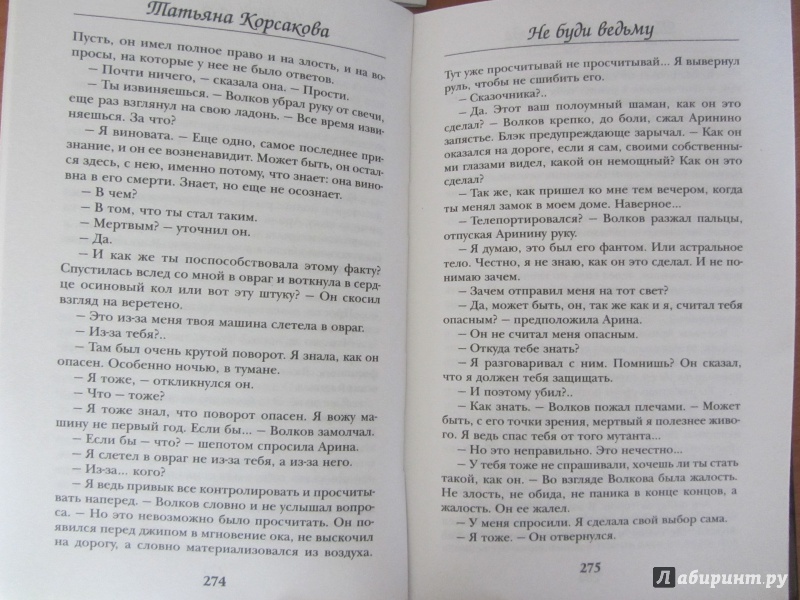 Татьяна Корсакова
Пусть, он имел полное право и на злость, и на во-
просы, на которые у нее не было ответов.
— Почти ничего, — сказала она. — Прости.
— Ты извиняешься. — Волков убрал руку от свечи,
еще раз взглянул на свою ладонь. — Все время изви-
няешься. За что?
— Я виновата. — Еще одно, самое последнее при-
знание, и он ее возненавидит. Может быть, он остал-
ся здесь, с нею, именно потому, что знает: она вино-
вна в его смерти. Знает, но еще не осознает.
— В чем?
— В том, что ты стал таким.
— Мертвым? — уточнил он.
— Да.
— И как же ты поспособствовала этому факту?
Спустилась вслед со мной в овраг и воткнула в серд-
це осиновый кол или вот эту штуку? — Он скосил
взгляд на веретено.
— Это из-за меня твоя машина слетела в овраг.
— Из-за тебя?..
— Там был очень крутой поворот. Я знала, как он
опасен. Особенно ночью, в тумане.
— Я тоже, — откликнулся он.
— Что — тоже?
— Я тоже знал, что поворот опасен. Я вожу ма-
шину не первый год. Если бы... — Волков замолчал.
— Если бы — что? — шепотом спросила Арина.
— Я слетел в овраг не из-за тебя, а из-за него.
— Из-за... кого?
— Я ведь привык все контролировать и просчиты-
вать наперед. — Волков словно и не услышал вопро-
са. — Но это невозможно было просчитать. Он по-
явился перед джипом в мгновение ока, не выскочил
на дорогу, а словно материализовался из воздуха.
274
Не буди ведьму
Тут уже просчитывай не просчитывай... Я вывернул
руль, чтобы не сшибить его.
— Сказочника?..
— Да. Этот ваш полоумный шаман, как он это
сделал? — Волков крепко, до боли, сжал Аринино
запястье. Блэк предупреждающе зарычал. — Как он
оказался на дороге, если я сам, своими собственны-
ми глазами видел, какой он немощный? Как он это
сделал?
— Так же, как пришел ко мне тем вечером, когда
ты менял замок в моем доме. Наверное...
— Телепортировался? — Волков разжал пальцы,
отпуская Аринину руку.
— Я думаю, это был его фантом. Или астральное
тело. Честно, я не знаю, как он это сделал. И не по-
нимаю зачем.
— Зачем отправил меня на тот свет?
— Да, может быть, он, так же как и я, считал тебя
опасным? — предположила Арина.
— Он не считал меня опасным.
— Откуда тебе знать?
— Я разговаривал с ним. Помнишь? Он сказал,
что я должен тебя защищать.
— И поэтому убил?..
— Как знать. — Волков пожал плечами. — Может
быть, с его точки зрения, мертвый я полезнее живо-
го. Я ведь спас тебя от того мутанта...
— Но это неправильно. Это нечестно...
— У тебя тоже не спрашивали, хочешь ли ты стать
такой, как он. — Во взгляде Волкова была жалость.
Не злость, не обида, не паника в конце концов, а
жалость. Он ее жалел.
— У меня спросили. Я сделала свой выбор сама.
— Я тоже. — Он отвернулся.
275
Лабиринт.ру